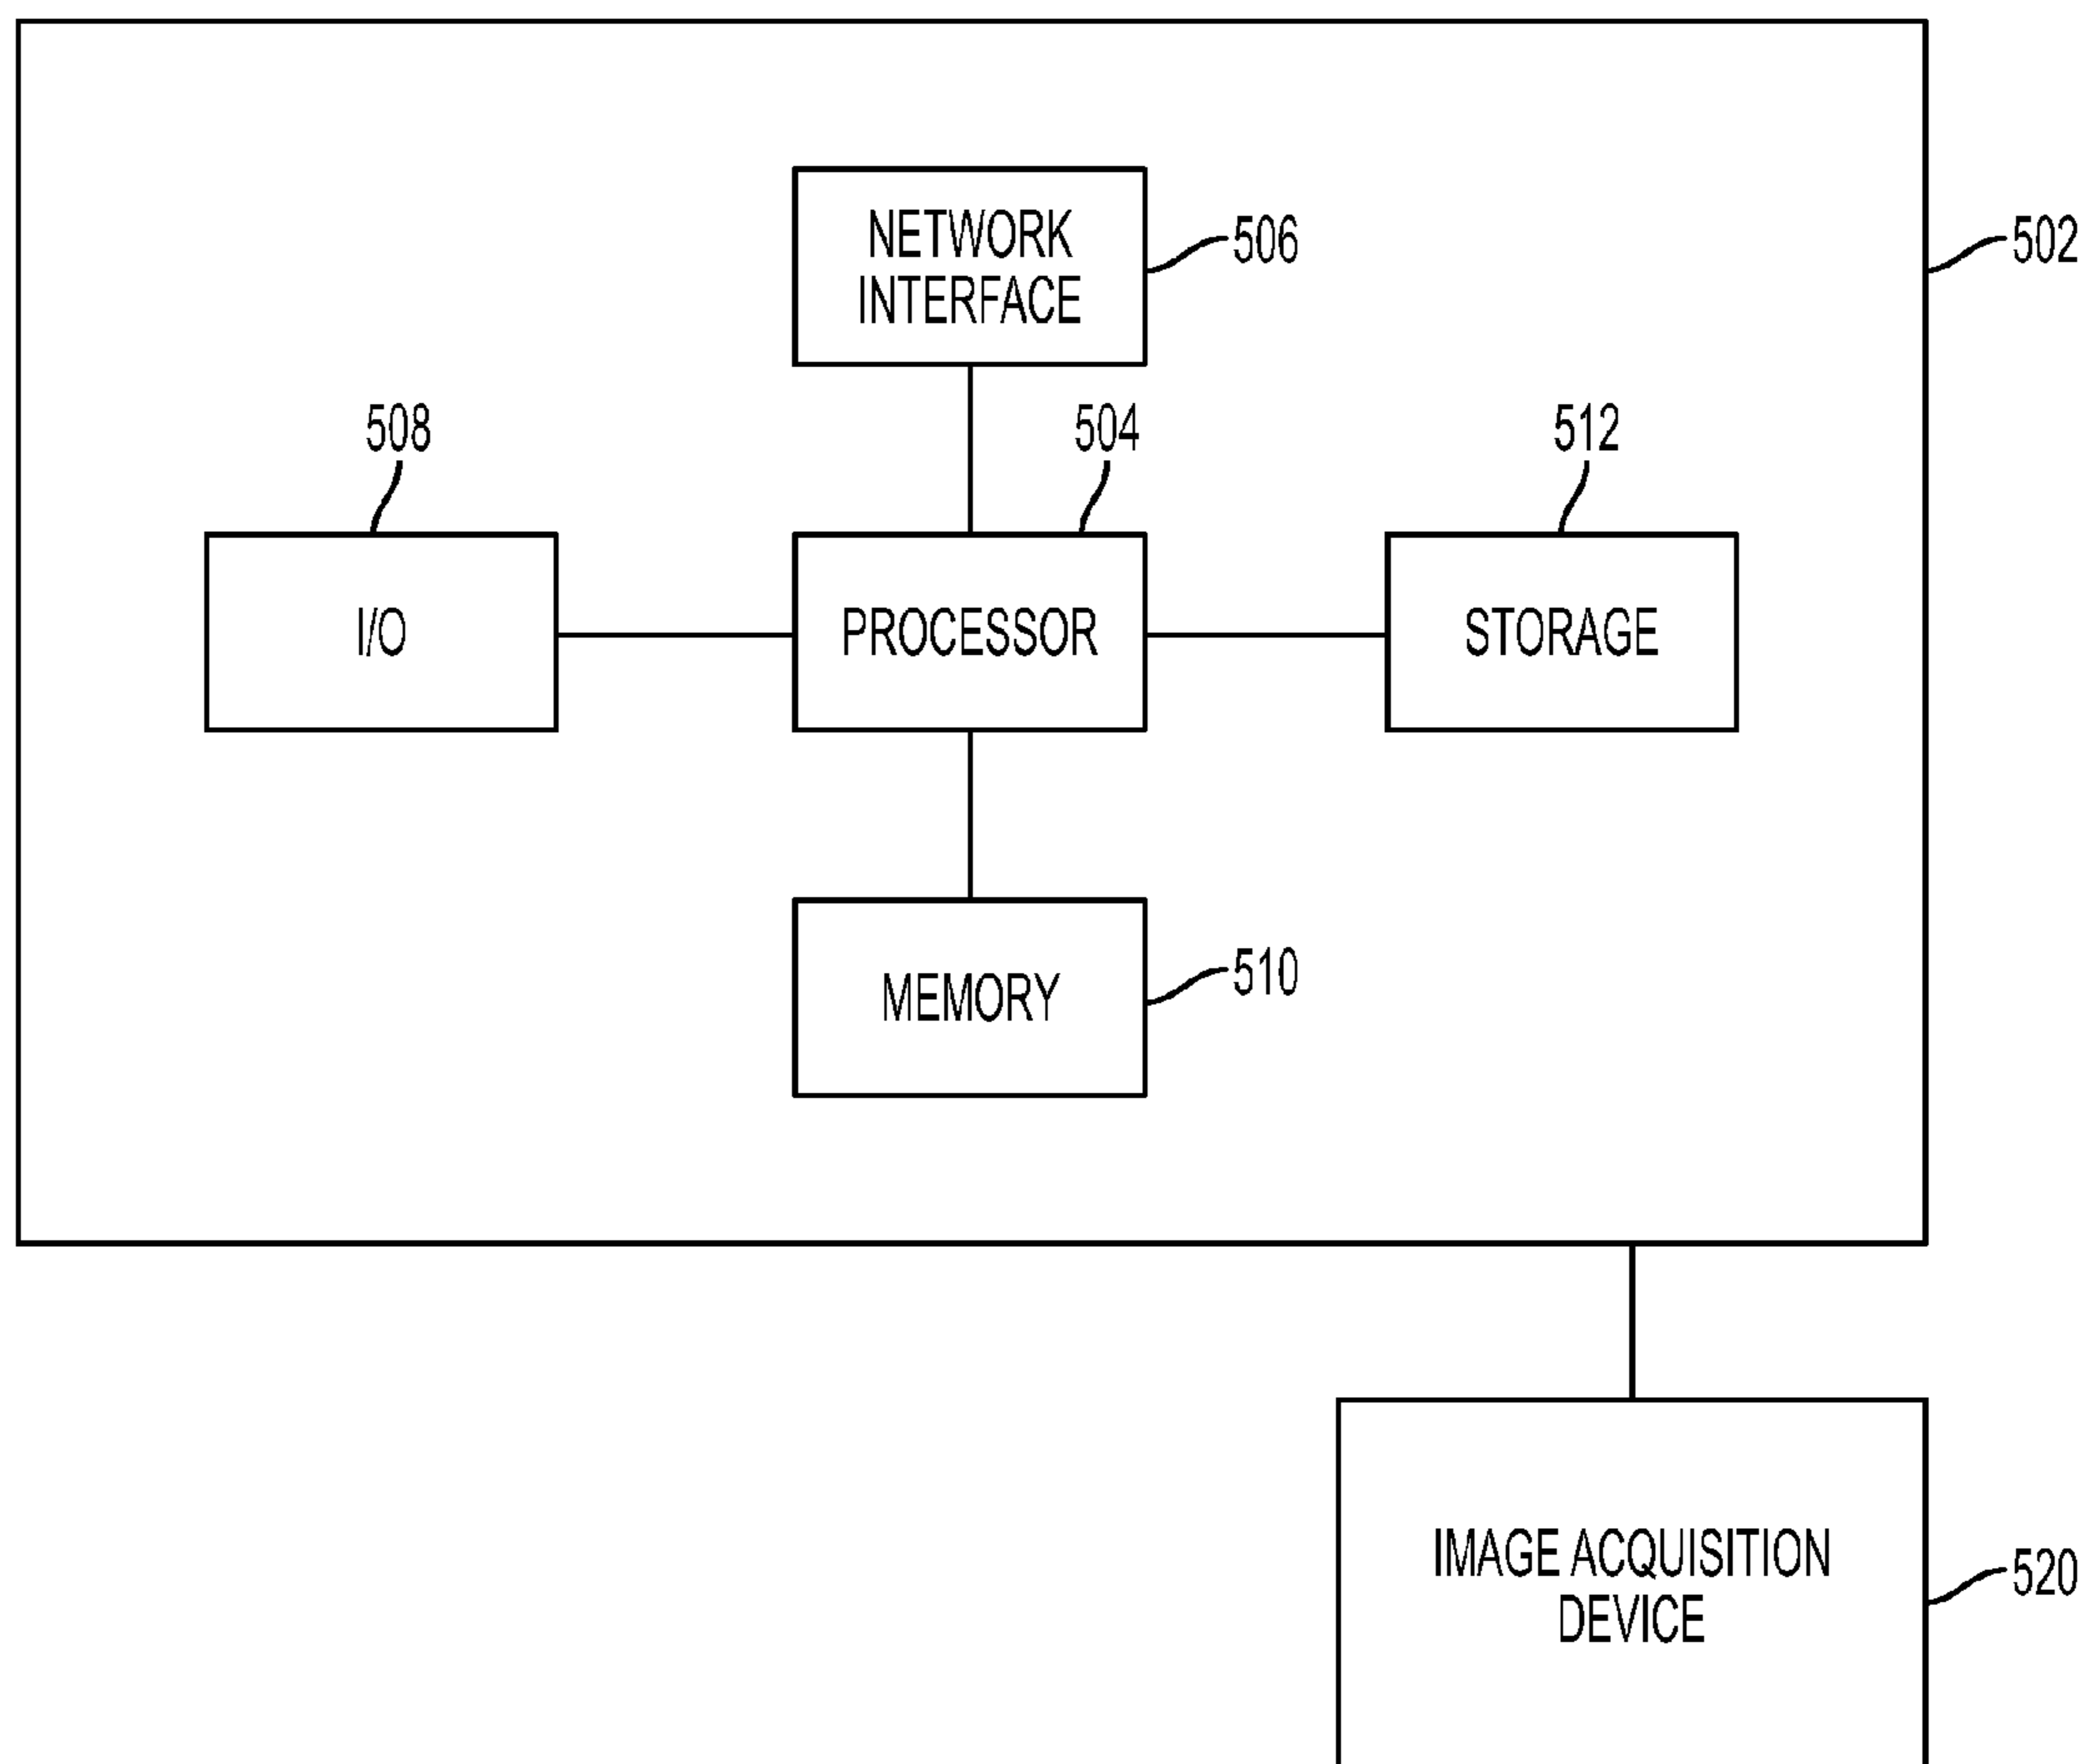 NETWORK
INTERFACE
506
502
508
504
512
I/O
PROCESSOR
STORAGE
MEMORY
510
IMAGE ACQUISITION
DEVICE
520